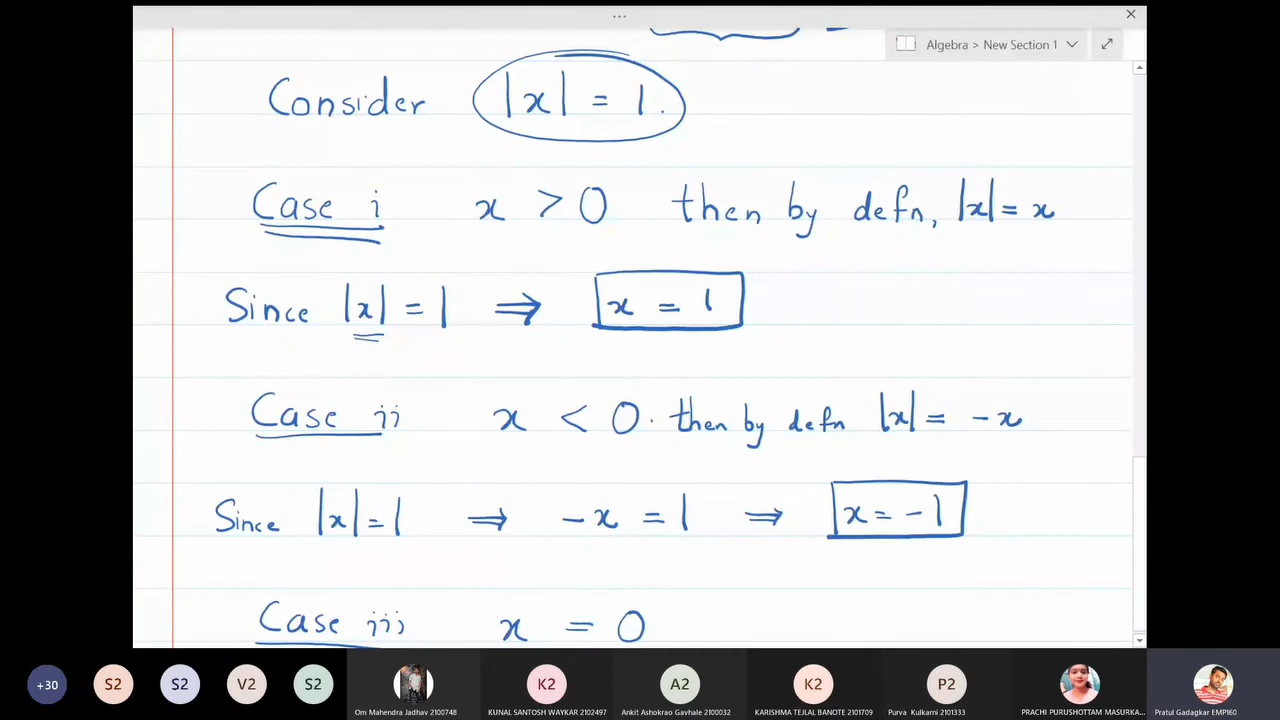 Algebra > New Section 1
Consider |x| = 1.
Case i x > 0 then by defn, |x| = x
Since |x| = 1 ⇒ x = 1
Case ii x < 0. then by defn |x| = -x
Since |x| = 1 ⇒ -x = 1 ⇒ x = -1
Case iii x = 0
+30 S2 S2 V2 S2 K2 A2 K2 P2
Om Mahendra Jadhav 2100748 KUNAL SANTOSH WAYKAR 2102497 Ankit Ashokrao Gavhale 2100032 KARISHMA TEJLAL BANOTE 2101709 Purva Kulkarni 2101333 PRACHI PURUSHOTTAM MASURKA... Pratul Gadagkar EMP160